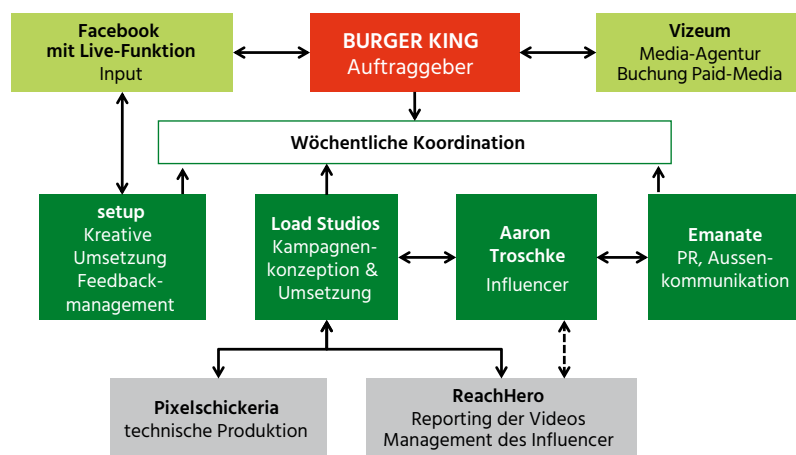 Facebook
mit Live-Funktion
Input
BURGER KING
Auftraggeber
Vizeum
Media-Agentur
Buchung Paid-Media
Wöchentliche Koordination
setup
Kreative
Umsetzung
Feedback-
management
Load Studios
Kampagnen-
konzeption &
Umsetzung
Aaron
Troschke
Influencer
Emanate
PR, Aussen-
kommunikation
Pixelschickeria
technische Produktion
ReachHero
Reporting der Videos
Management des Influencer